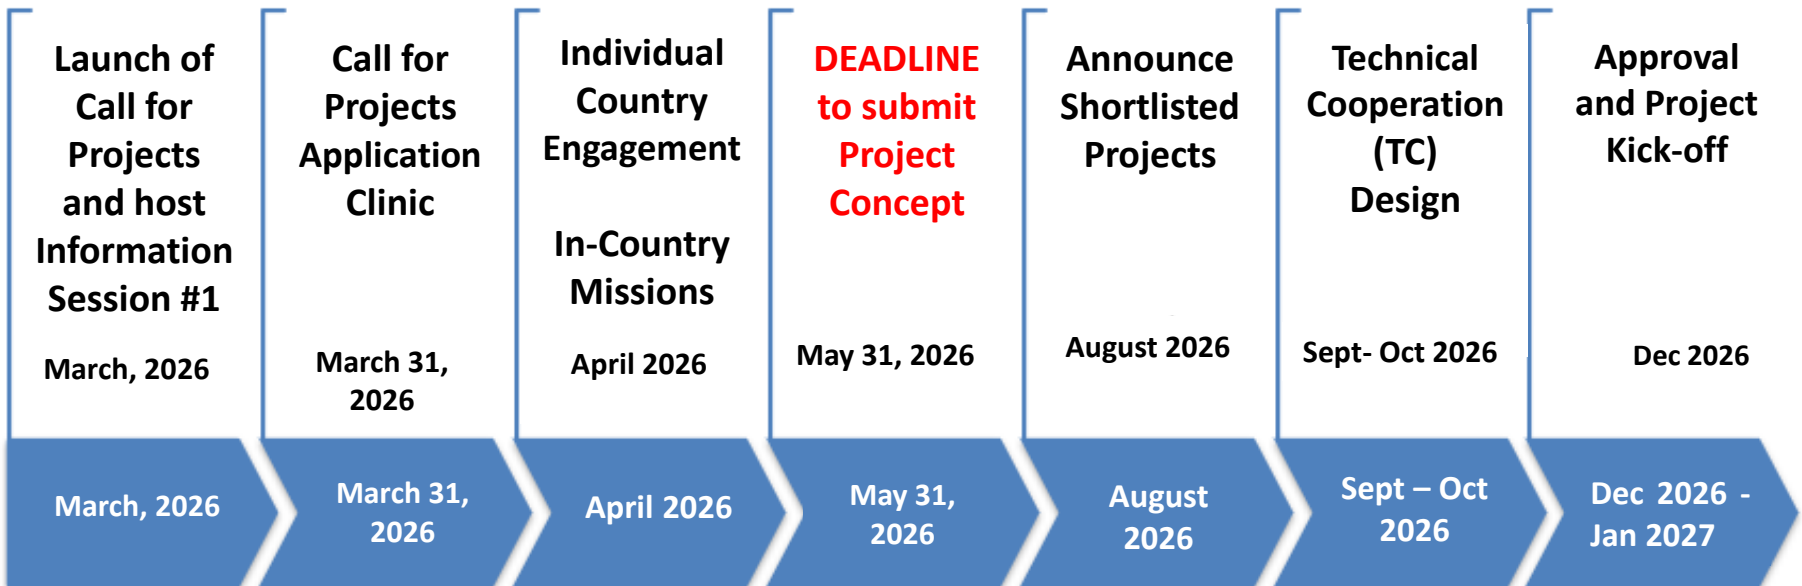 Launch of
Call for
Projects
and host
Information
Session #1
March, 2026
Call for
Projects
Application
Clinic
March 31,
2026
Individual
Country
Engagement
In-Country
Missions
April 2026
DEADLINE
to submit
Project
Concept
May 31, 2026
Announce
Shortlisted
Projects
August 2026
Technical
Cooperation
(TC)
Design
Sept- Oct 2026
Approval
and Project
Kick-off
Dec 2026
March, 2026
March 31,
2026
April 2026
May 31,
2026
August
2026
Sept – Oct
2026
Dec 2026 -
Jan 2027